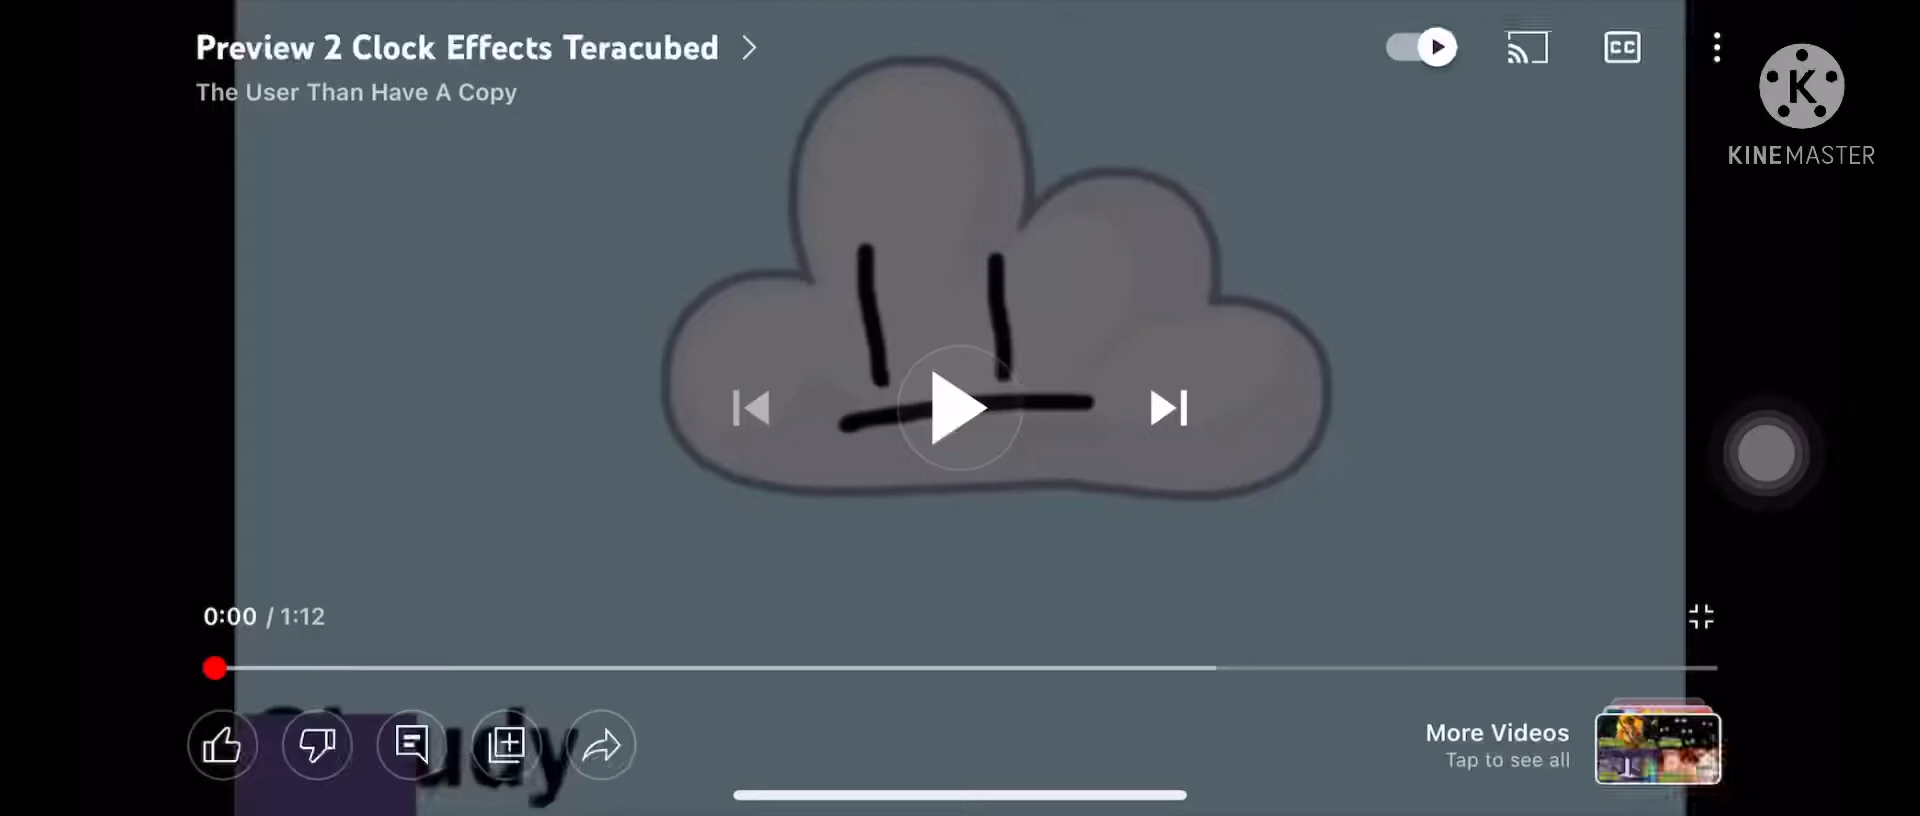 Preview 2 Clock Effects Teracubed
The User Than Have A Copy
CC
K
KINEMASTER
0:00 / 1:12
More Videos
Tap to see all